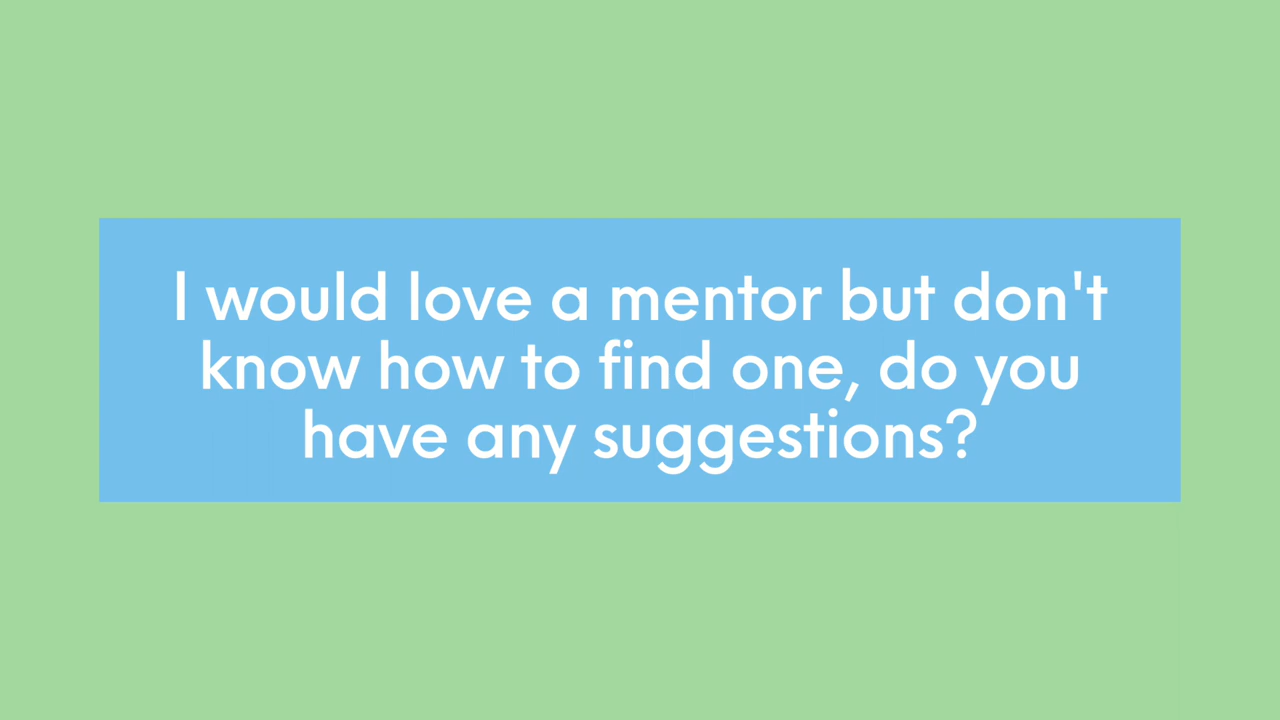 I would love a mentor but don't
know how to find one, do you
have any suggestions?